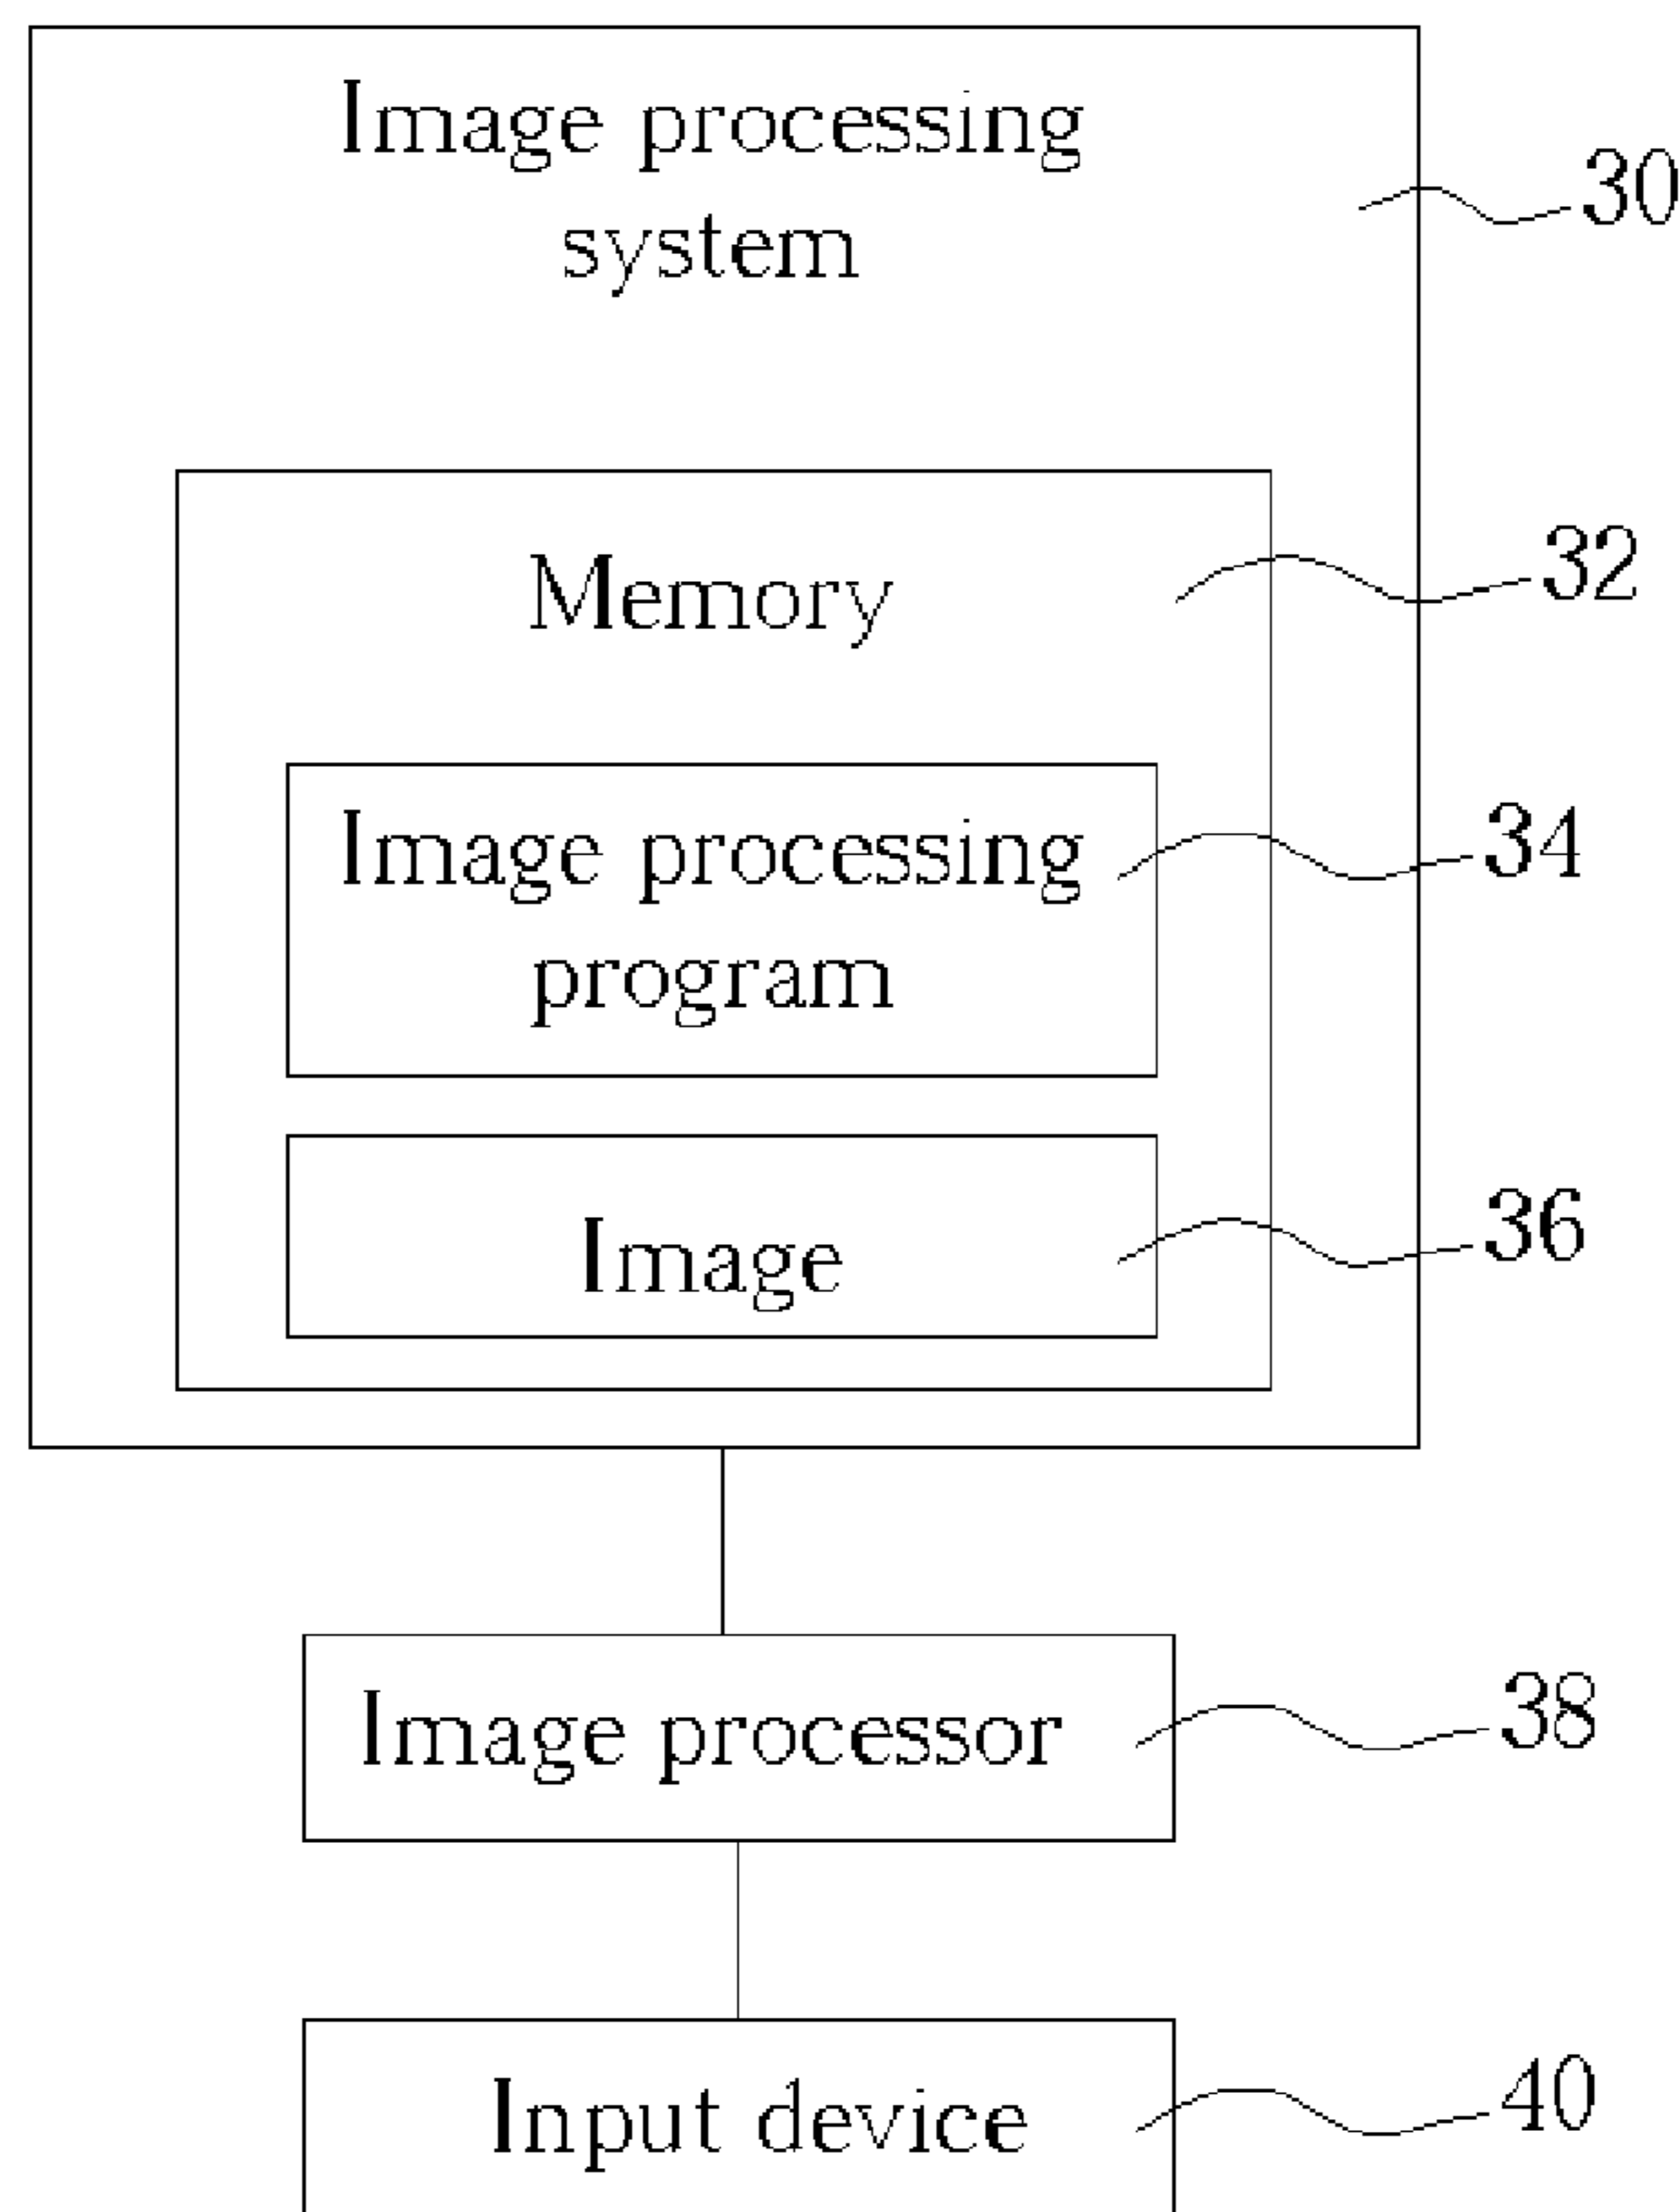 Image processing
system
30
Memory
32
Image processing
program
34
Image
36
Image processor
38
Input device
40